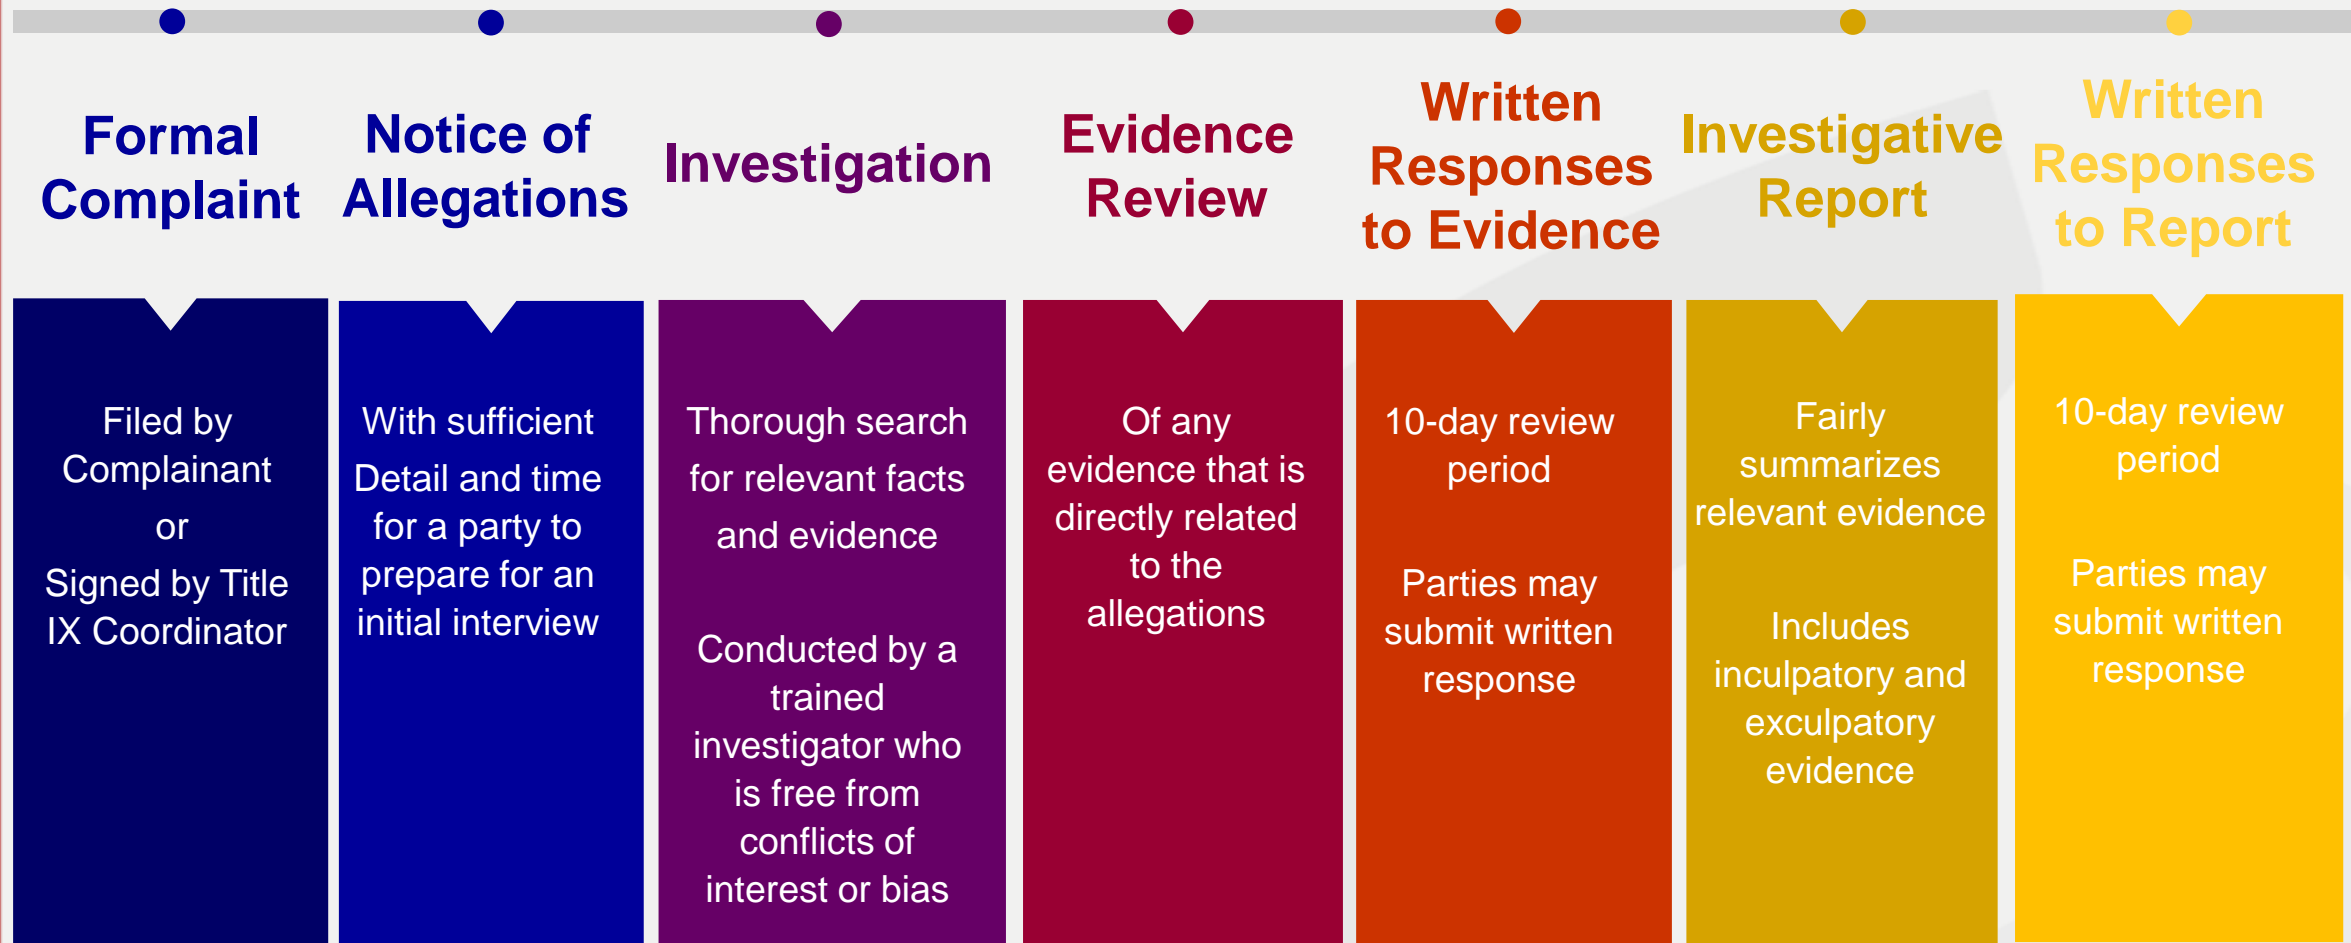 Formal
Complaint
Filed by
Complainant
or
Signed by Title
IX Coordinator
Notice of
Allegations
With sufficient
Detail and time
for a party to
prepare for an
initial interview
Investigation
Thorough search
for relevant facts
and evidence
Conducted by a
trained
investigator who
is free from
conflicts of
interest or bias
Evidence
Review
Of any
evidence that is
directly related
to the
allegations
Written
Responses
to Evidence
10-day review
period
Parties may
submit written
response
Investigative
Report
Fairly
summarizes
relevant evidence
Includes
inculpatory and
exculpatory
evidence
Written
Responses
to Report
10-day review
period
Parties may
submit written
response